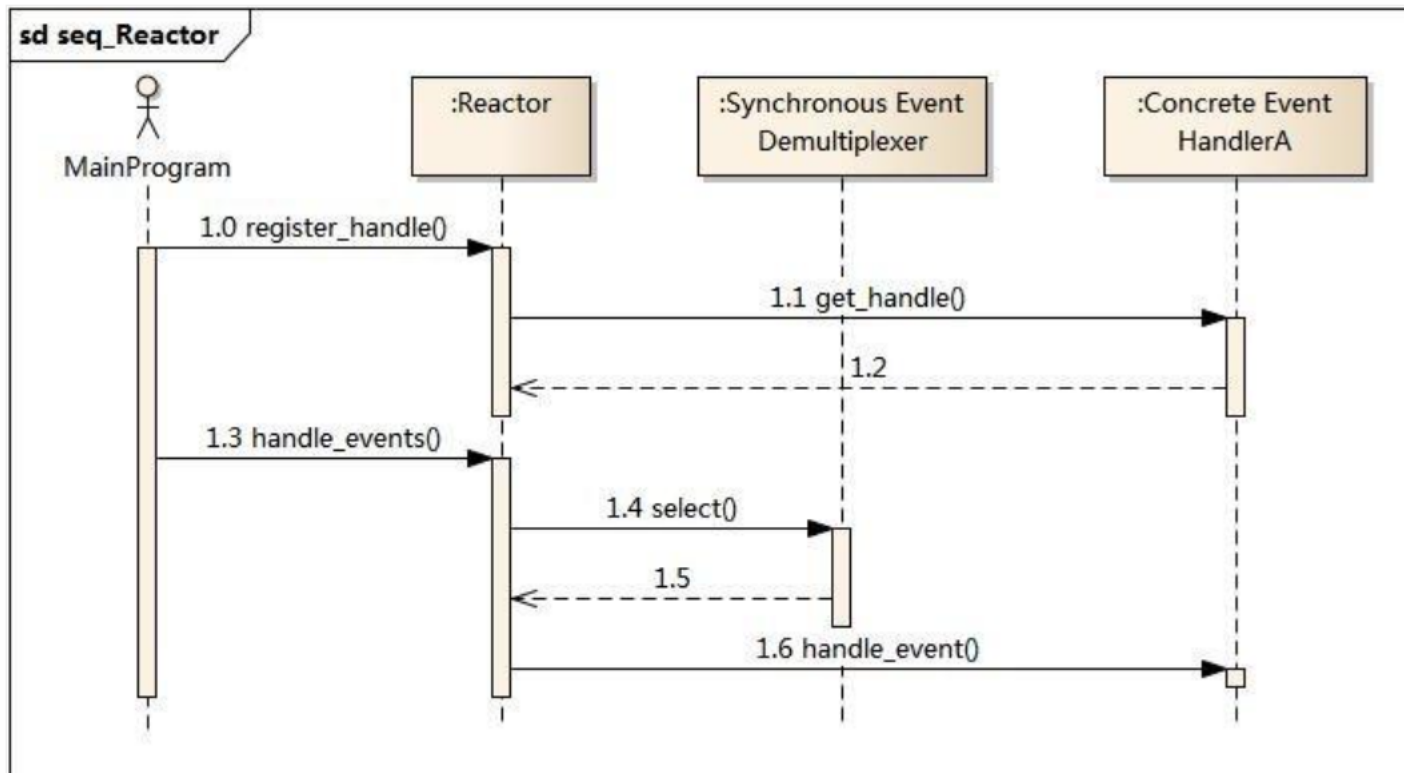 sd seq_Reactor
MainProgram
:Reactor
:Synchronous Event
Demultiplexer
:Concrete Event
HandlerA
1.0 register_handle()
1.1 get_handle()
1.2
1.3 handle_events()
1.4 select()
1.5
1.6 handle_event()